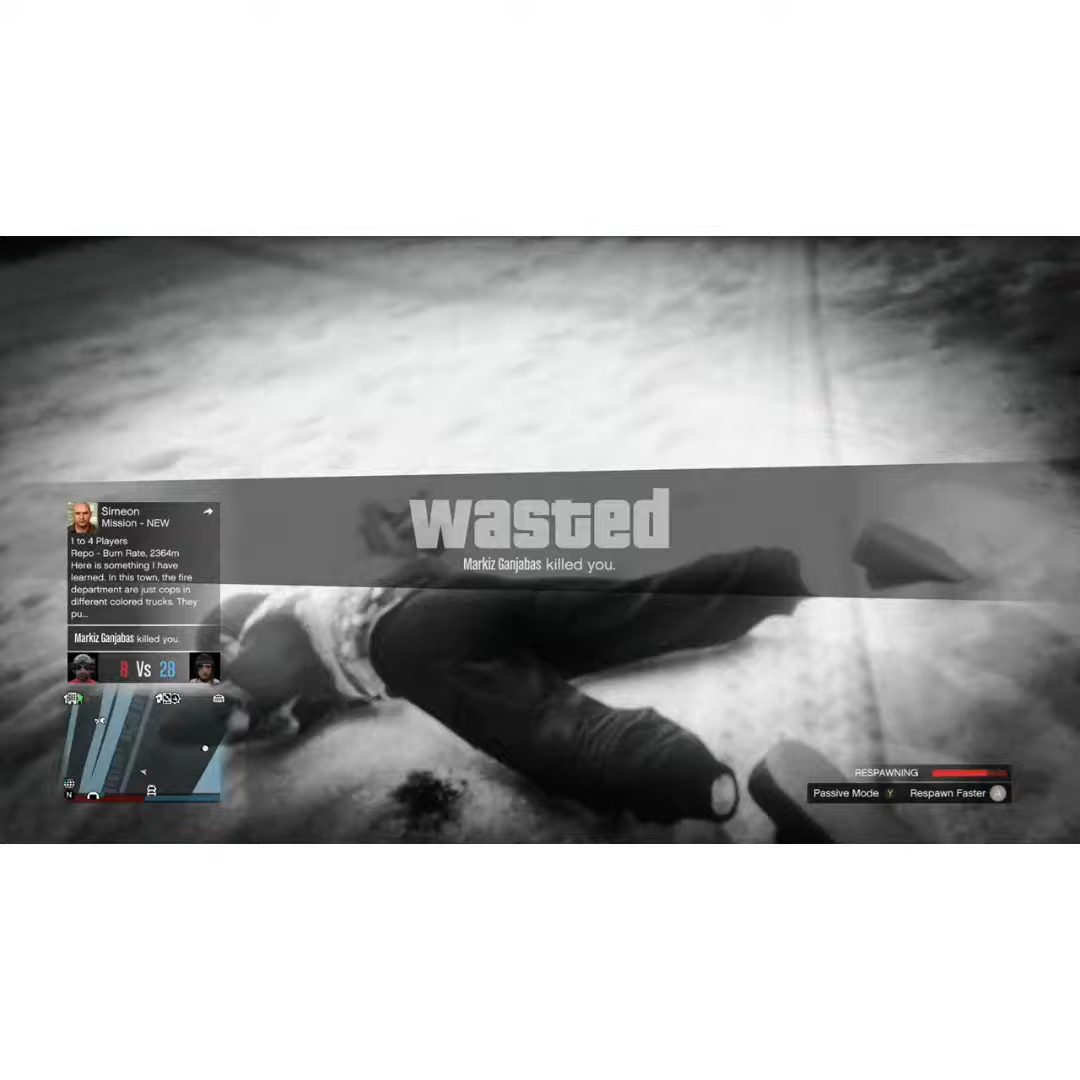 wasted
Markiz Ganjabas killed you.
Simeon
Mission - NEW
1 to 4 Players
Repo - Burn Rate, 2364m
Here is something I have
learned. In this town, the fire
department are just cops in
different colored trucks. They
pu...
Markiz Ganjabas killed you.
8 Vs 28
N
RESPAWNING
Passive Mode Y Respawn Faster A